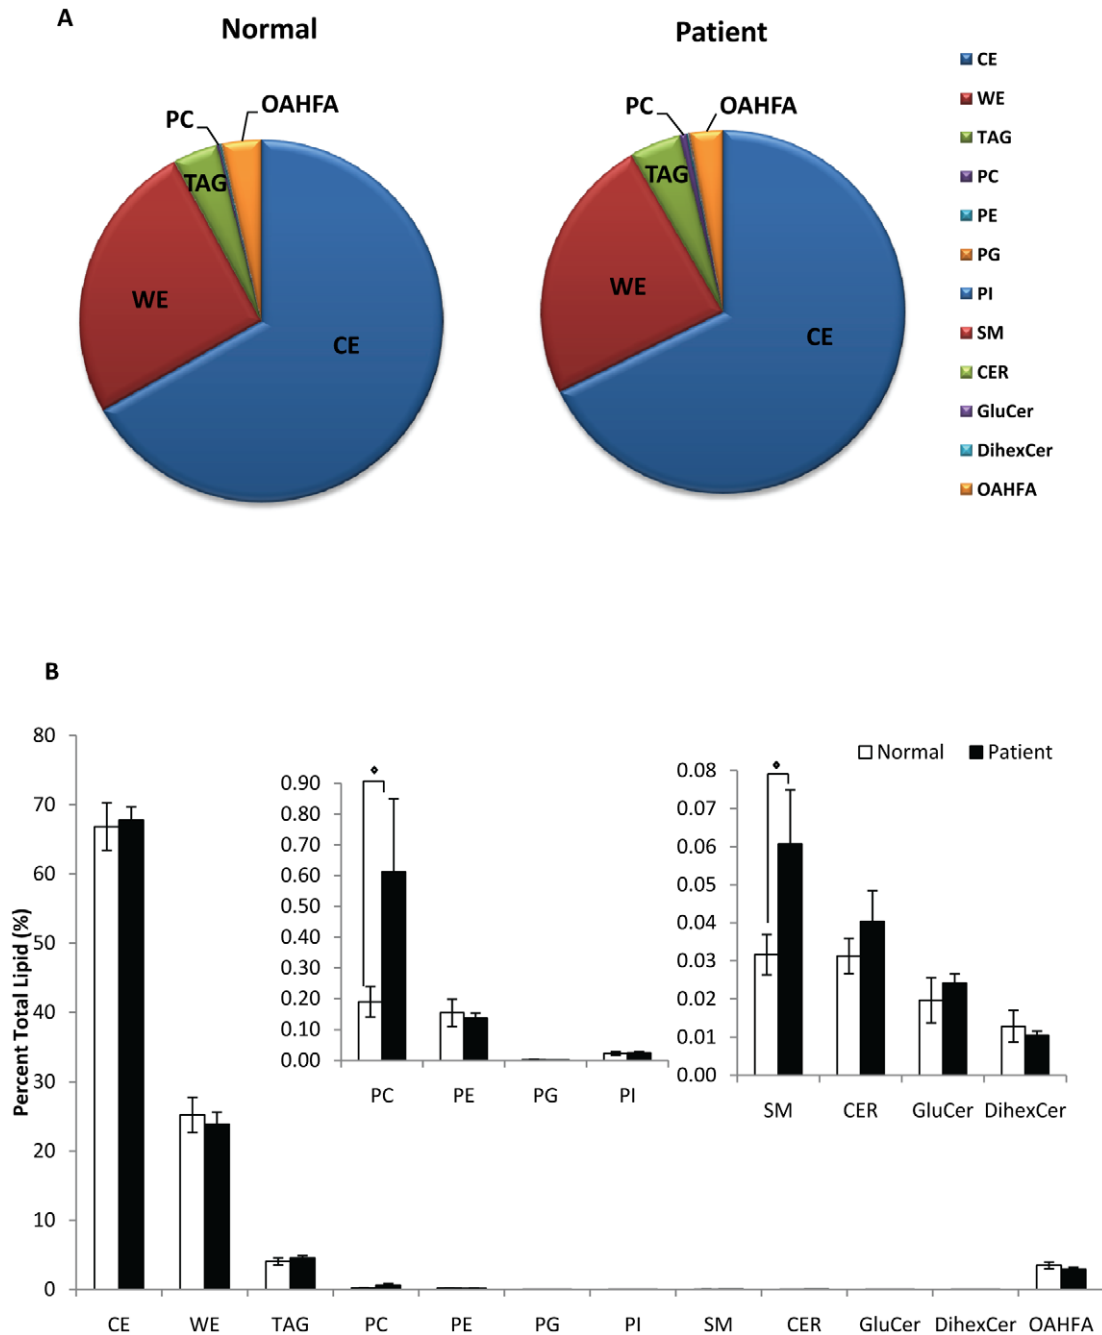 A
Normal
Patient
PC
OAHFA
TAG
WE
CE
PC
OAHFA
TAG
WE
CE
CE
WE
TAG
PC
PE
PG
PI
SM
CER
GluCer
DihexCer
OAHFA
B
Percent Total Lipid (%)
80
70
60
50
40
30
20
10
0
CE WE TAG PC PE PG PI SM CER GluCer DihexCer OAHFA
0.90
0.80
0.70
0.60
0.50
0.40
0.30
0.20
0.10
0.00
PC PE PG PI
Normal Patient
0.08
0.07
0.06
0.05
0.04
0.03
0.02
0.01
0.00
SM CER GluCer DihexCer